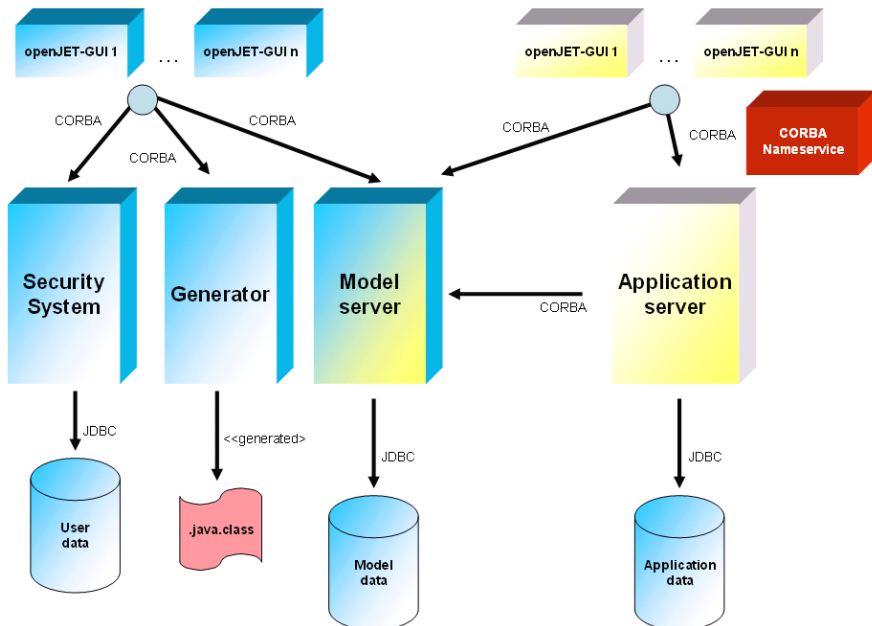 openJET-GUI 1
...
openJET-GUI n
openJET-GUI 1
...
openJET-GUI n
CORBA
CORBA
CORBA
CORBA
CORBA
CORBA
Nameservice
Security
System
Generator
Model
server
Application
server
CORBA
JDBC
<<generated>
JDBC
JDBC
User
data
.java.class
Model
data
Application
data